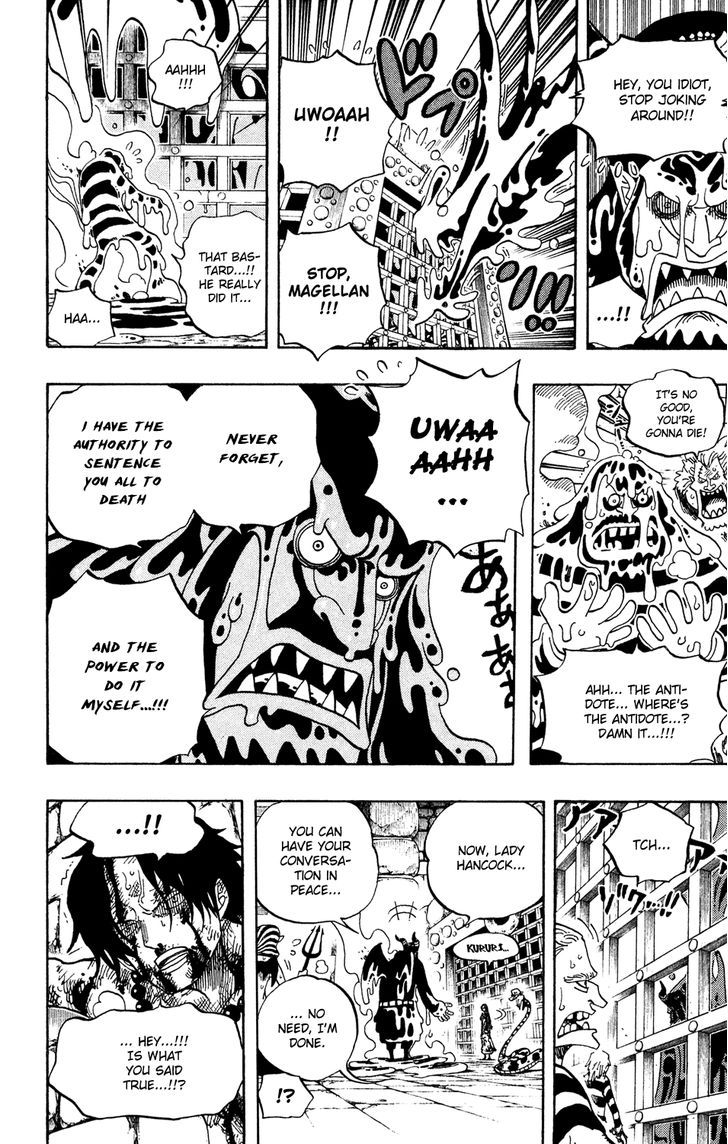 HEY, YOU IDIOT,
STOP JOKING
AROUND!!
...!!
UWOAAH
!!
ドプ
STOP,
MAGELLAN
!!!
AAHHH
!!!
THAT BAS-
TARD...!!
HE REALLY
DID IT...
HAA...
IT'S NO
GOOD,
YOU'RE
GONNA DIE!
AHH... THE ANTI-
DOTE... WHERE'S
THE ANTIDOTE...?
DAMN IT...!!!
UWAA
AAHH
...
NEVER
FORGET,
I HAVE THE
AUTHORITY TO
SENTENCE
YOU ALL TO
DEATH
AND THE
POWER TO
DO IT
MYSELF...!!!
TCH...
NOW, LADY
HANCOCK...
KURURI...
YOU CAN
HAVE YOUR
CONVERSA-
TION IN
PEACE...
... NO
NEED, I'M
DONE.
!?
...!!
... HEY...!!!
IS WHAT
YOU SAID
TRUE...!!?